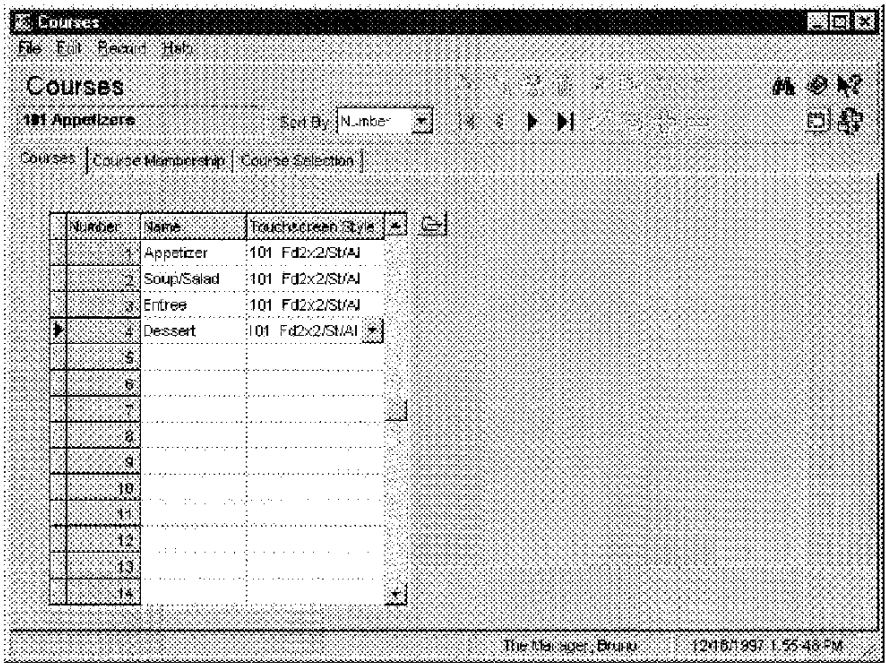 Courses
File Edit Record Help
Courses
101 Appetizers
Sort By Number
Courses Course Membership Course Selection
Number Name Touchscreen Style
1 Appetizer 101 Fd2x2/St/Al
2 Soup/Salad 101 Fd2x2/St/Al
3 Entree 101 Fd2x2/St/Al
4 Dessert 101 Fd2x2/St/Al
5
6
7
8
9
10
11
12
13
14
The Manager, Bruno 12/18/1997 1:55:48 PM